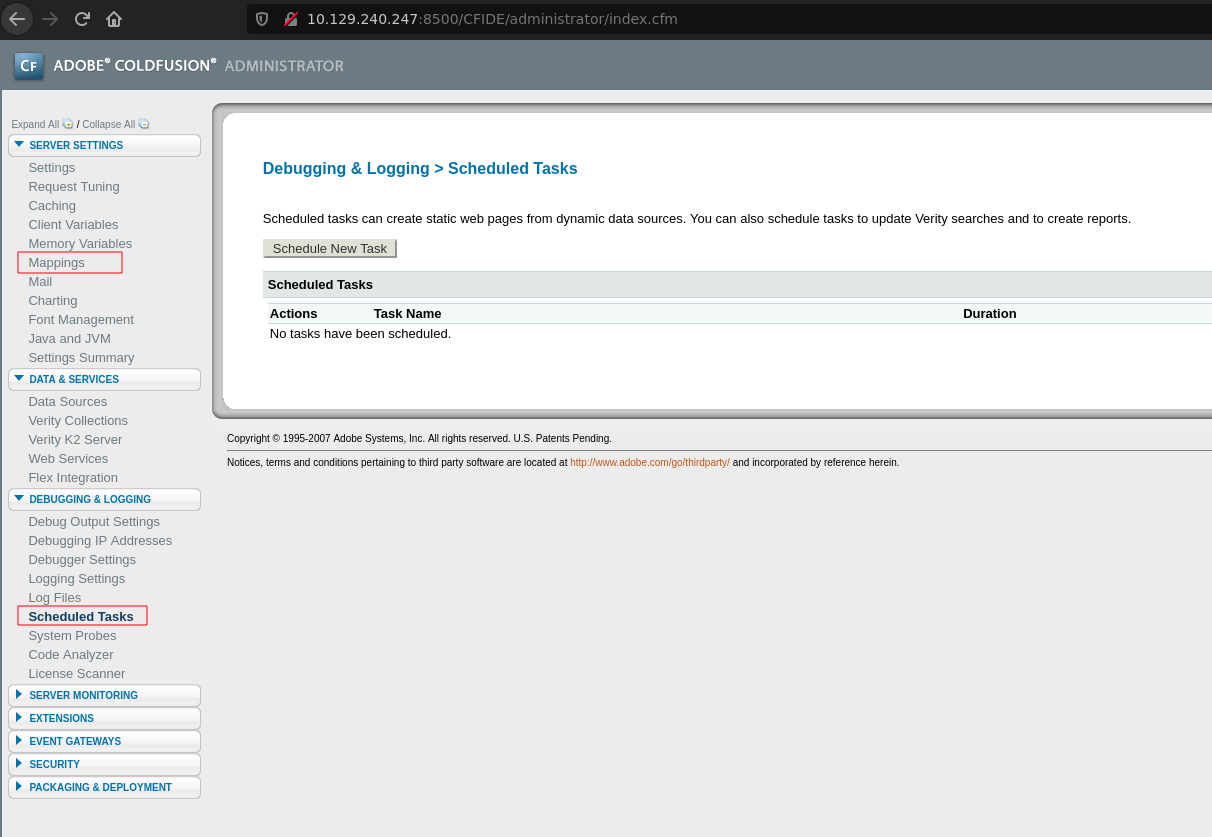 10.129.240.247:8500/CFIDE/administrator/index.cfm
CF ADOBE® COLDFUSION® ADMINISTRATOR
Expand All / Collapse All
SERVER SETTINGS
Settings
Request Tuning
Caching
Client Variables
Memory Variables
Mappings
Mail
Charting
Font Management
Java and JVM
Settings Summary
DATA & SERVICES
Data Sources
Verity Collections
Verity K2 Server
Web Services
Flex Integration
DEBUGGING & LOGGING
Debug Output Settings
Debugging IP Addresses
Debugger Settings
Logging Settings
Log Files
Scheduled Tasks
System Probes
Code Analyzer
License Scanner
SERVER MONITORING
EXTENSIONS
EVENT GATEWAYS
SECURITY
PACKAGING & DEPLOYMENT
Debugging & Logging > Scheduled Tasks
Scheduled tasks can create static web pages from dynamic data sources. You can also schedule tasks to update Verity searches and to create reports.
Schedule New Task
Scheduled Tasks
Actions Task Name Duration
No tasks have been scheduled.
Copyright © 1995-2007 Adobe Systems, Inc. All rights reserved. U.S. Patents Pending.
Notices, terms and conditions pertaining to third party software are located at http://www.adobe.com/go/thirdparty/ and incorporated by reference herein.